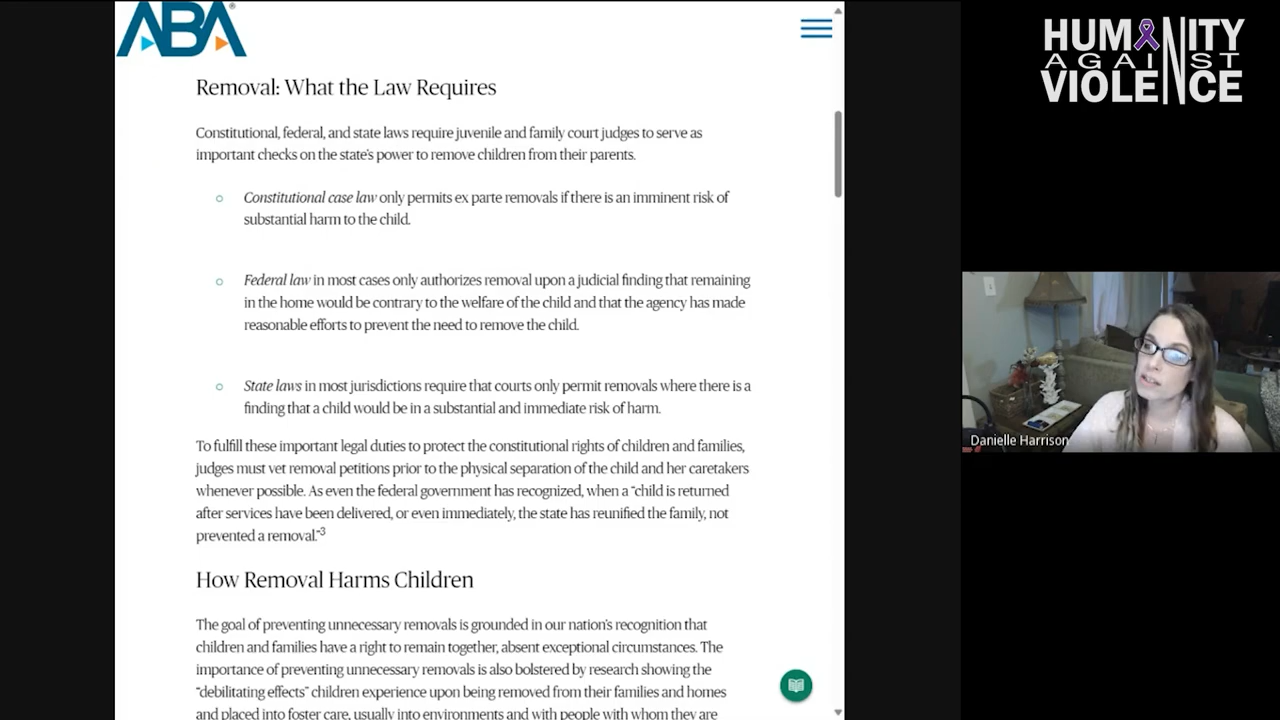 ABA®
Removal: What the Law Requires
Constitutional, federal, and state laws require juvenile and family court judges to serve as
important checks on the state's power to remove children from their parents.
Constitutional case law only permits ex parte removals if there is an imminent risk of
substantial harm to the child.
Federal law in most cases only authorizes removal upon a judicial finding that remaining
in the home would be contrary to the welfare of the child and that the agency has made
reasonable efforts to prevent the need to remove the child.
State laws in most jurisdictions require that courts only permit removals where there is a
finding that a child would be in a substantial and immediate risk of harm.
To fulfill these important legal duties to protect the constitutional rights of children and families,
judges must vet removal petitions prior to the physical separation of the child and her caretakers
whenever possible. As even the federal government has recognized, when a “child is returned
after services have been delivered, or even immediately, the state has reunified the family, not
prevented a removal.”3
How Removal Harms Children
The goal of preventing unnecessary removals is grounded in our nation's recognition that
children and families have a right to remain together, absent exceptional circumstances. The
importance of preventing unnecessary removals is also bolstered by research showing the
“debilitating effects” children experience upon being removed from their families and homes
and placed into foster care, usually into environments and with people with whom they are
HUMANITY
AGAINST
VIOLENCE
Danielle Harrison